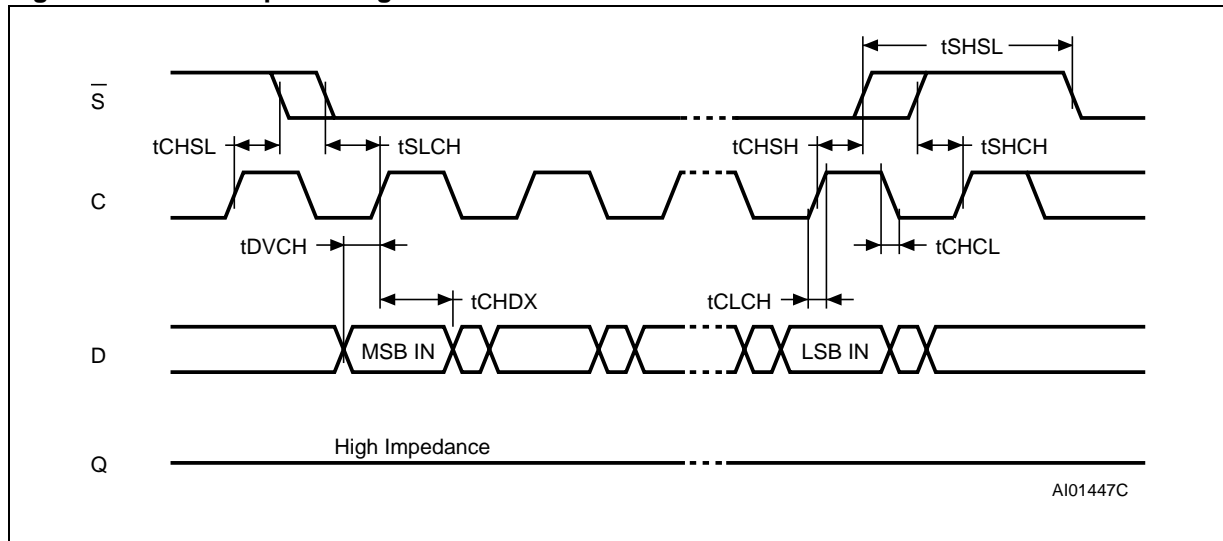 tSHSL
S
tCHSL
tSLCH
tCHSH
tSHCH
C
tDVCH
tCHCL
tCHDX
tCLCH
D
MSB IN
LSB IN
High Impedance
Q
AI01447C